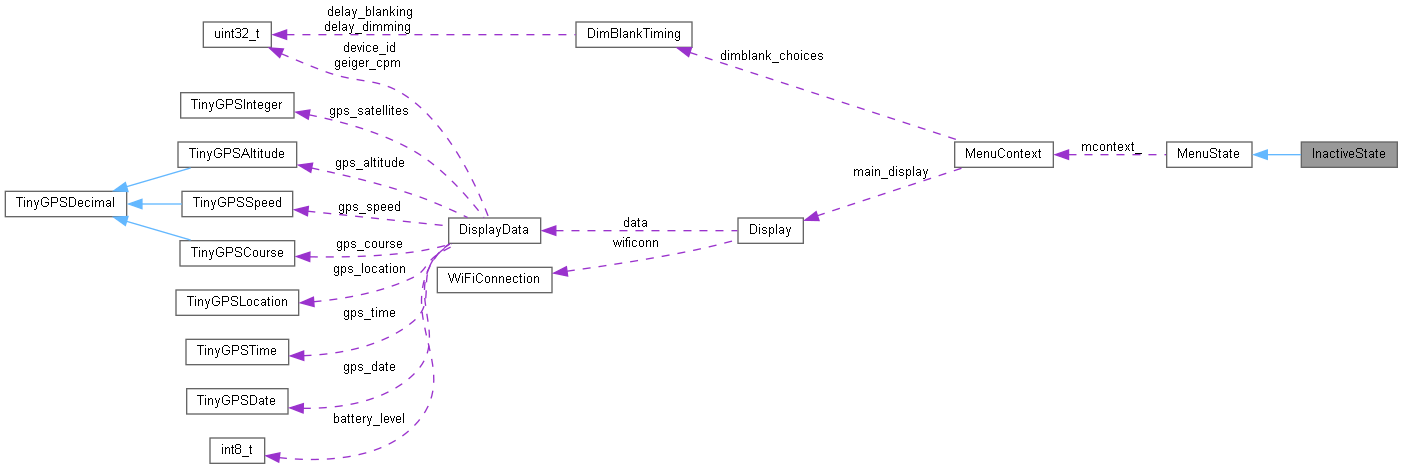 delay_blanking
delay_dimming
uint32_t
DimBlankTiming
device_id
geiger_cpm
dimblank_choices
TinyGPSInteger
gps_satellites
TinyGPSAltitude
gps_altitude
MenuContext
mcontext_
MenuState
InactiveState
main_display
TinyGPSDecimal
TinyGPSSpeed
gps_speed
DisplayData
data
Display
wificonn
TinyGPSCourse
gps_course
gps_location
WiFiConnection
TinyGPSLocation
gps_time
TinyGPSTime
gps_date
TinyGPSDate
battery_level
int8_t